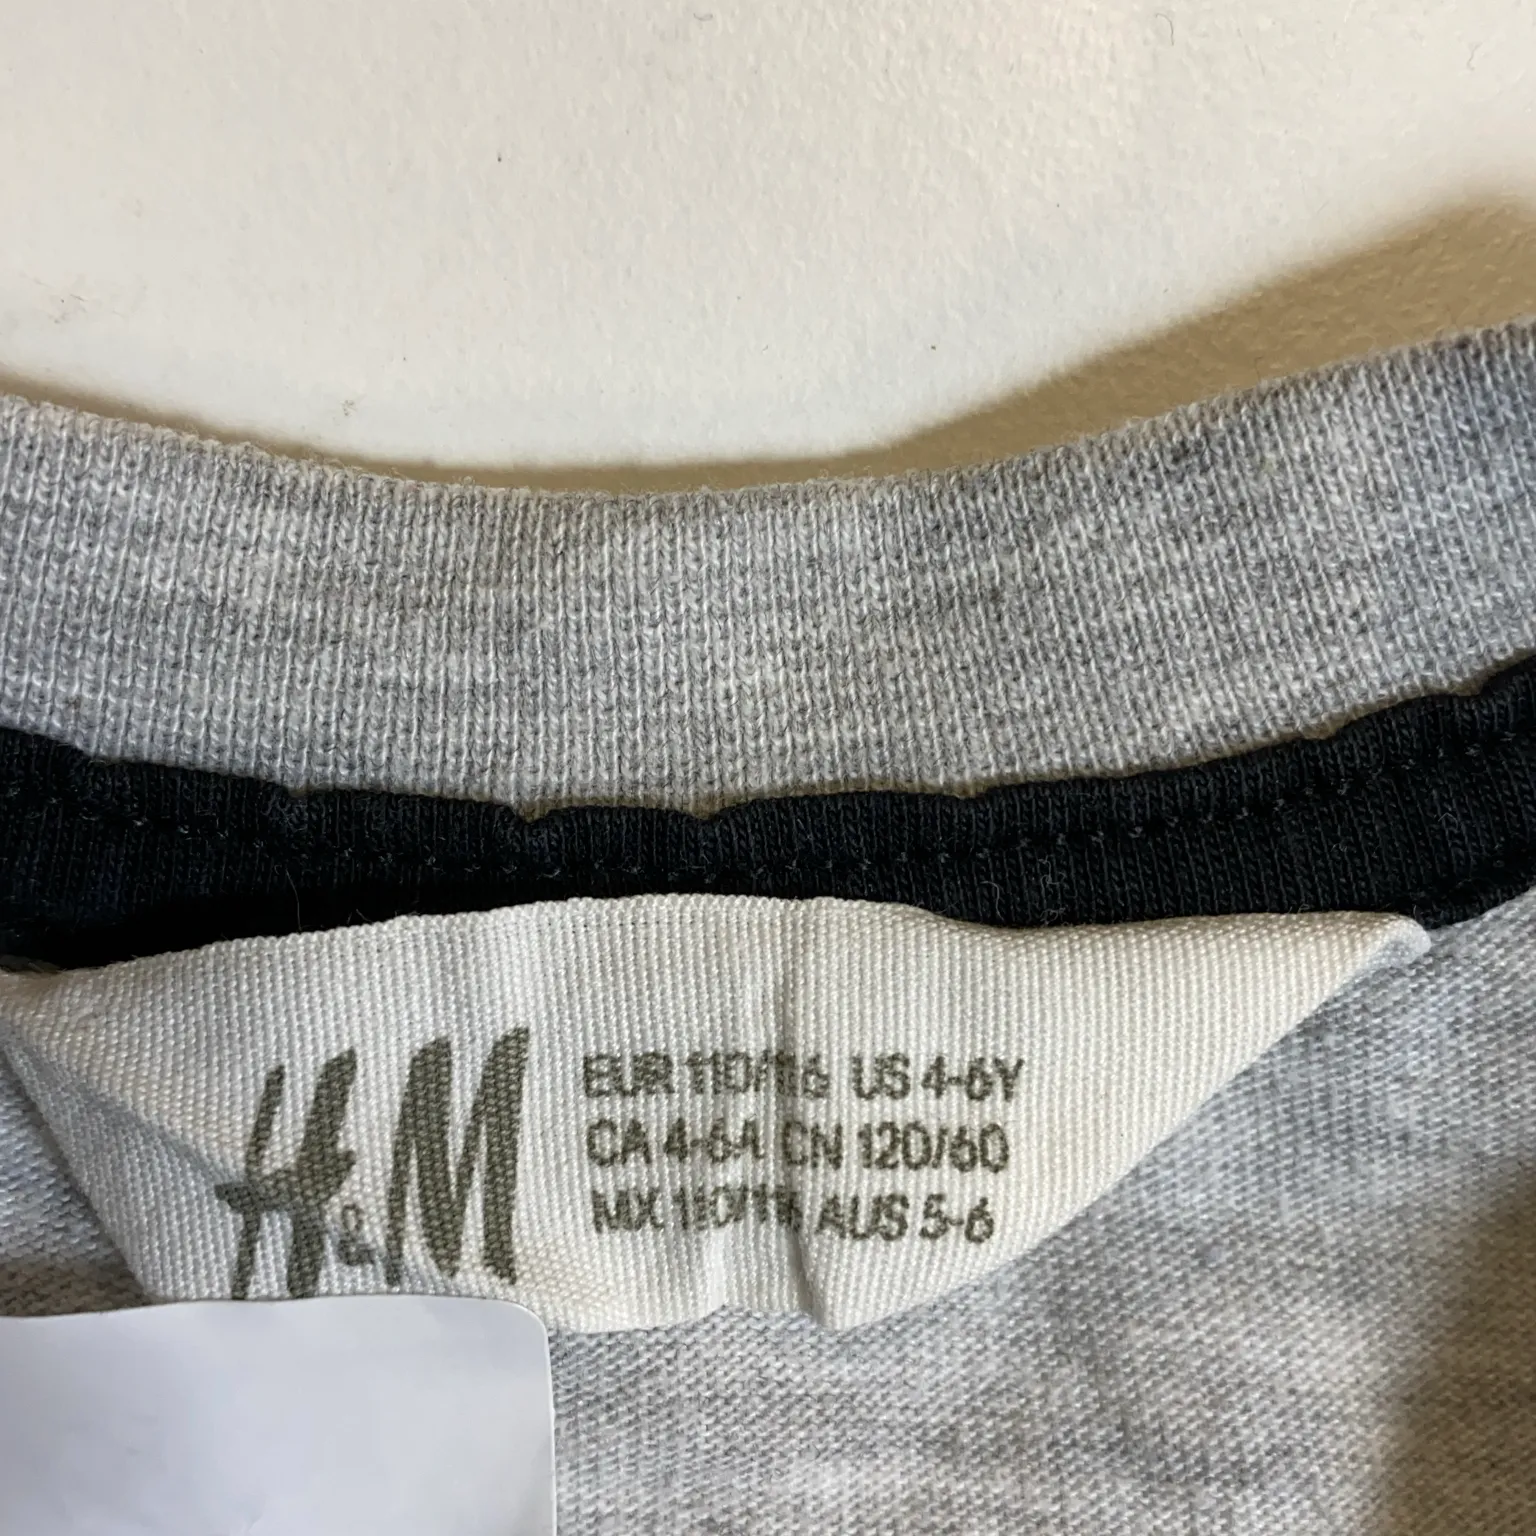 H&M
EUR 110/116 US 4-6Y
CA 4-6A CN 120/60
MX 110/116 AUS 5-6